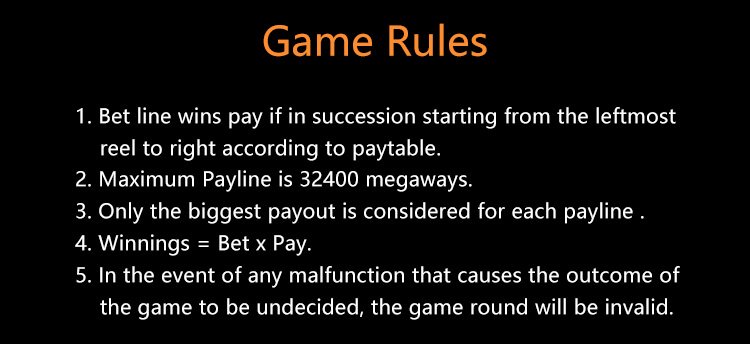 Game Rules
1. Bet line wins pay if in succession starting from the leftmost
reel to right according to paytable.
2. Maximum Payline is 32400 megaways.
3. Only the biggest payout is considered for each payline .
4. Winnings = Bet x Pay.
5. In the event of any malfunction that causes the outcome of
the game to be undecided, the game round will be invalid.